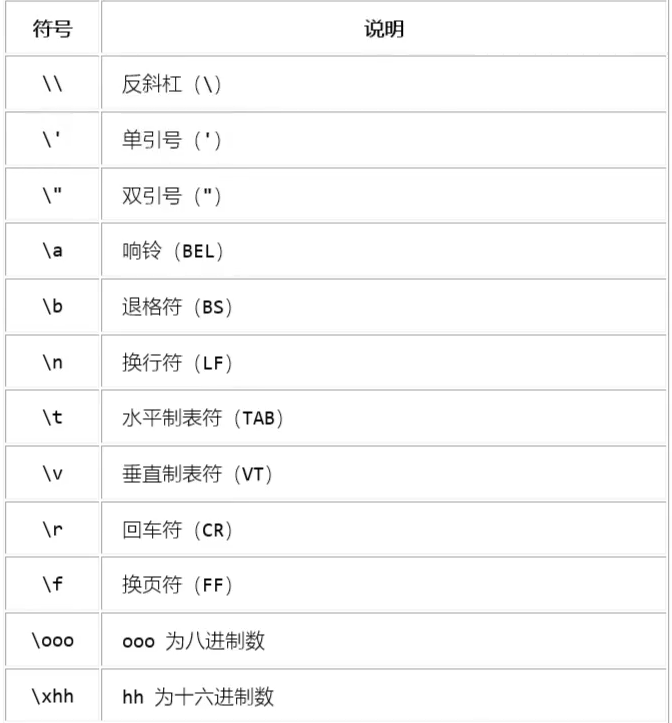 符号 说明
\\ 反斜杠（\）
\' 单引号（'）
\" 双引号（"）
\a 响铃（BEL）
\b 退格符（BS）
\n 换行符（LF）
\t 水平制表符（TAB）
\v 垂直制表符（VT）
\r 回车符（CR）
\f 换页符（FF）
\ooo ooo 为八进制数
\xhh hh 为十六进制数